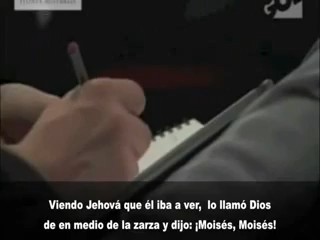 Viendo Jehová que él iba a ver, lo llamó Dios
de en medio de la zarza y dijo: ¡Moisés, Moisés!